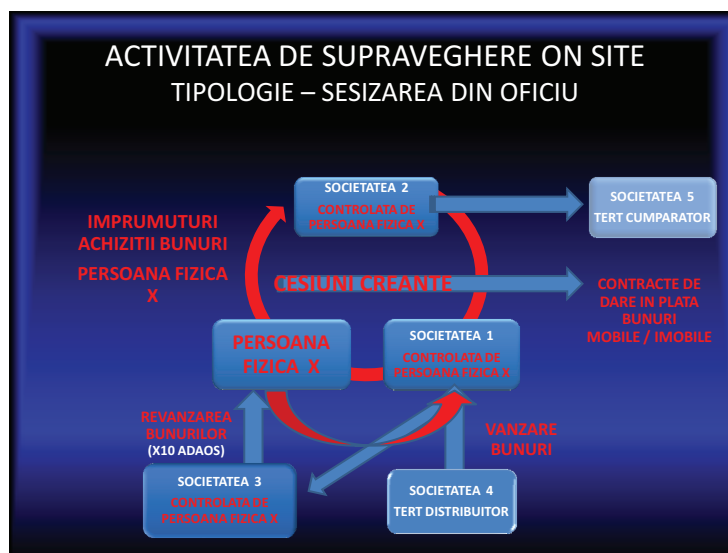 ACTIVITATEA DE SUPRAVEGHERE ON SITE
TIPOLOGIE – SESIZAREA DIN OFICIU
SOCIETATEA 2
CONTROLATA DE
PERSOANA FIZICA X
SOCIETATEA 5
TERT CUMPARATOR
IMPRUMUTURI
ACHIZITII BUNURI
PERSOANA FIZICA
X
CESIUNI CREANTE
CONTRACTE DE
DARE IN PLATA
BUNURI
MOBILE / IMOBILE
PERSOANA
FIZICA X
SOCIETATEA 1
CONTROLATA DE
PERSOANA FIZICA X
REVANZAREA
BUNURILOR
(X10 ADAOS)
VANZARE
BUNURI
SOCIETATEA 3
CONTROLATA DE
PERSOANA FIZICA X
SOCIETATEA 4
TERT DISTRIBUITOR